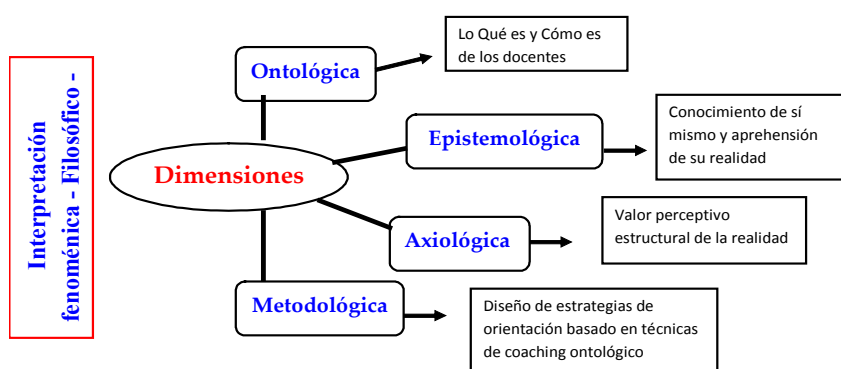 Interpretación
fenoménica - Filosófico -
Dimensiones
Ontológica
Lo Qué es y Cómo es
de los docentes
Epistemológica
Conocimiento de sí
mismo y aprehensión
de su realidad
Axiológica
Valor perceptivo
estructural de la realidad
Metodológica
Diseño de estrategias de
orientación basado en técnicas
de coaching ontológico